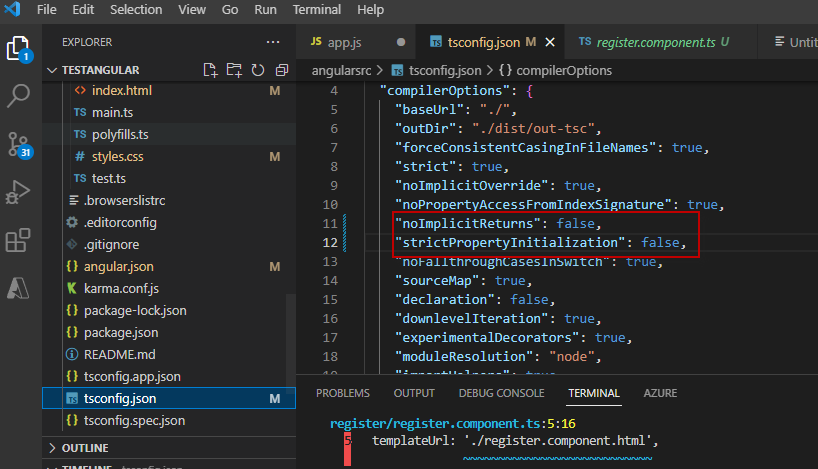 File Edit Selection View Go Run Terminal Help
EXPLORER
TESTANGULAR
index.html M
TS main.ts
TS polyfills.ts
# styles.css M
TS test.ts
.browserslistrc
.editorconfig
.gitignore
{} angular.json M
karma.conf.js
{} package-lock.json
{} package.json
README.md
{} tsconfig.app.json
TS tsconfig.json M
{} tsconfig.spec.json
OUTLINE
1
31
JS app.js
TS tsconfig.json M
TS register.component.ts U
Untit
angularsrc > tsconfig.json > {} compilerOptions
4 "compilerOptions": {
5 "baseUrl": "./",
6 "outDir": "./dist/out-tsc",
7 "forceConsistentCasingInFileNames": true,
8 "strict": true,
9 "noImplicitOverride": true,
10 "noPropertyAccessFromIndexSignature": true,
11 "noImplicitReturns": false,
12 "strictPropertyInitialization": false,
13 "noFallthroughCasesInSwitch": true,
14 "sourceMap": true,
15 "declaration": false,
16 "downlevelIteration": true,
17 "experimentalDecorators": true,
18 "moduleResolution": "node",
PROBLEMS OUTPUT DEBUG CONSOLE TERMINAL AZURE
register/register.component.ts:5:16
5 templateUrl: './register.component.html',
~~~~~~~~~~~~~~~~~~~~~~~~~~~